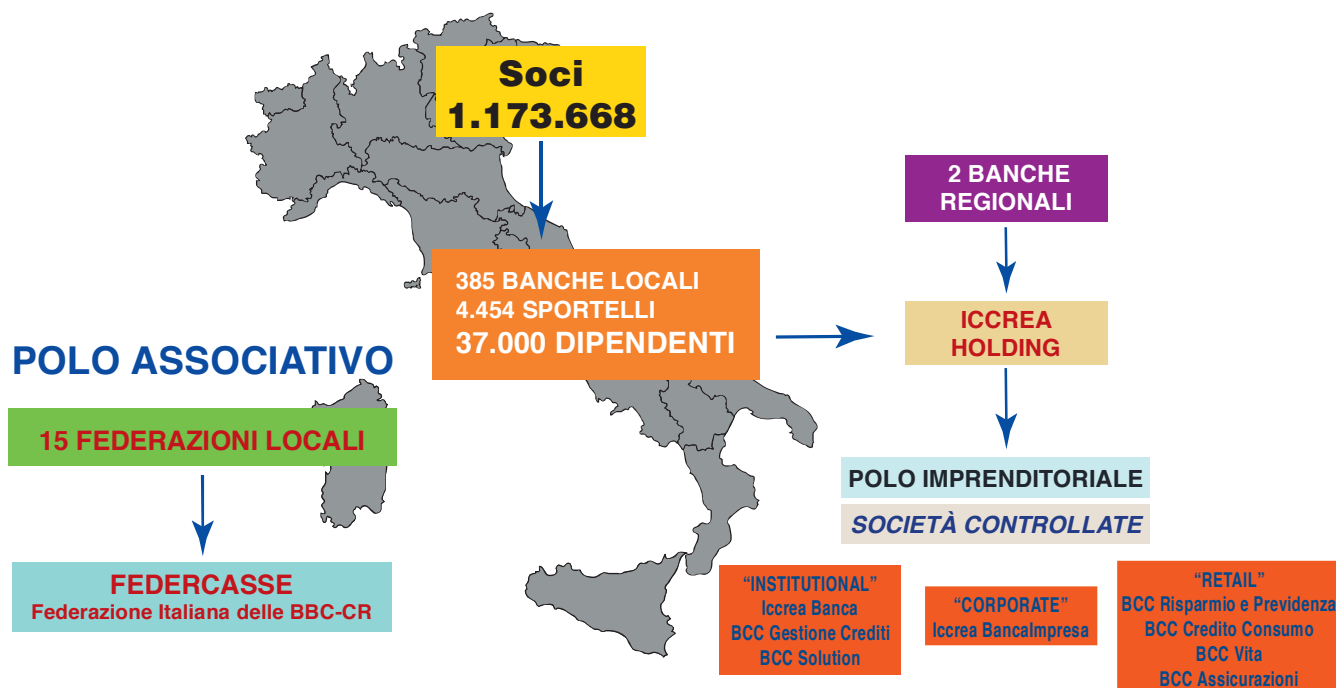 Soci
1.173.668
385 BANCHE LOCALI
4.454 SPORTELLI
37.000 DIPENDENTI
2 BANCHE
REGIONALI
ICCREA
HOLDING
POLO ASSOCIATIVO
15 FEDERAZIONI LOCALI
FEDERCASSE
Federazione Italiana delle BBC-CR
POLO IMPRENDITORIALE
SOCIETÀ CONTROLLATE
“INSTITUTIONAL”
Iccrea Banca
BCC Gestione Crediti
BCC Solution
“CORPORATE”
Iccrea BancaImpresa
“RETAIL”
BCC Risparmio e Previdenza
BCC Credito Consumo
BCC Vita
BCC Assicurazioni